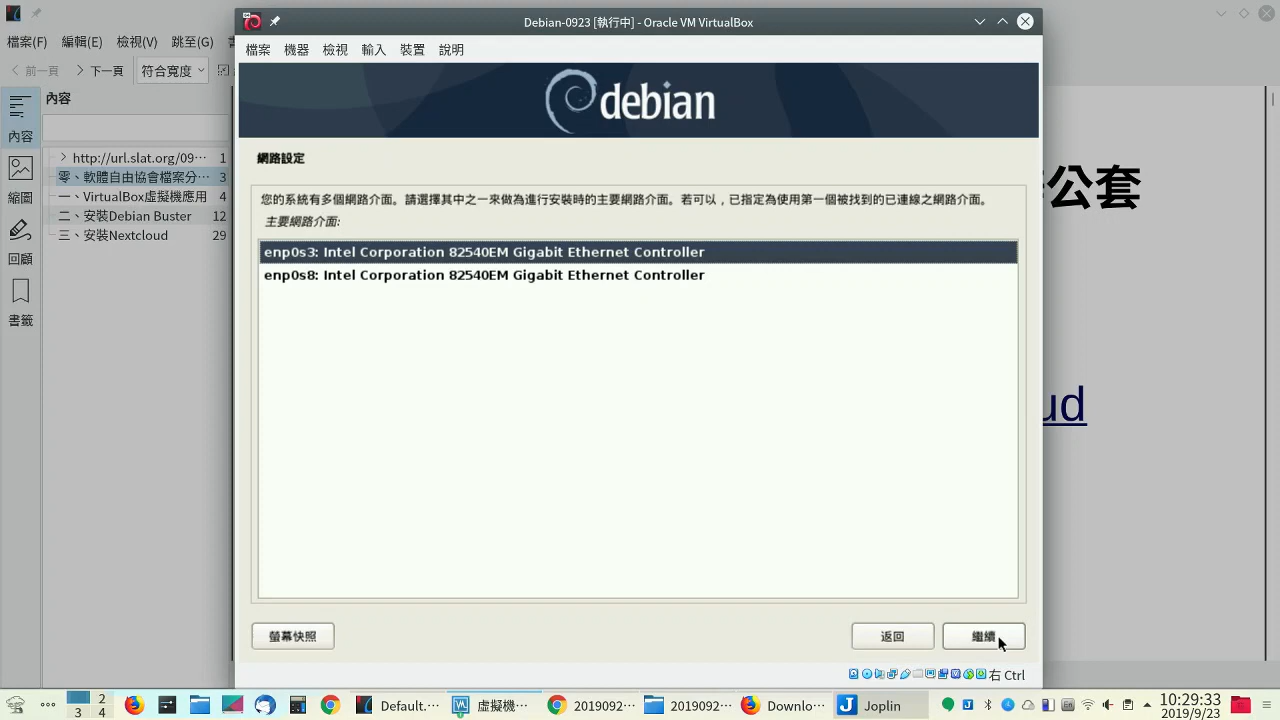 Debian-0923 [執行中] - Oracle VM VirtualBox
檔案 機器 檢視 輸入 裝置 說明
debian
網路設定
您的系統有多個網路介面。請選擇其中之一來做為進行安裝時的主要網路介面。若可以，已指定為使用第一個被找到的已連線之網路介面。
主要網路介面:
enp0s3: Intel Corporation 82540EM Gigabit Ethernet Controller
enp0s8: Intel Corporation 82540EM Gigabit Ethernet Controller
螢幕快照 返回 繼續
右 Ctrl
檔案(F) 編輯(E) 檢視(V) 跳至(G)
前一頁 下一頁 符合寬度
內容
內容
縮圖
回顧
書籤
http://url.slat.org/09… 1
零、軟體自由協會檔案分… 3
一、VirtualBox虛擬機應用 4
二、安裝Debian Buster 12
三、安裝Nextcloud 29
公套
ud
2
3 4
Default.… 虛擬機… 2019092… 2019092… Downlo… Joplin
10:29:33
2019/9/23